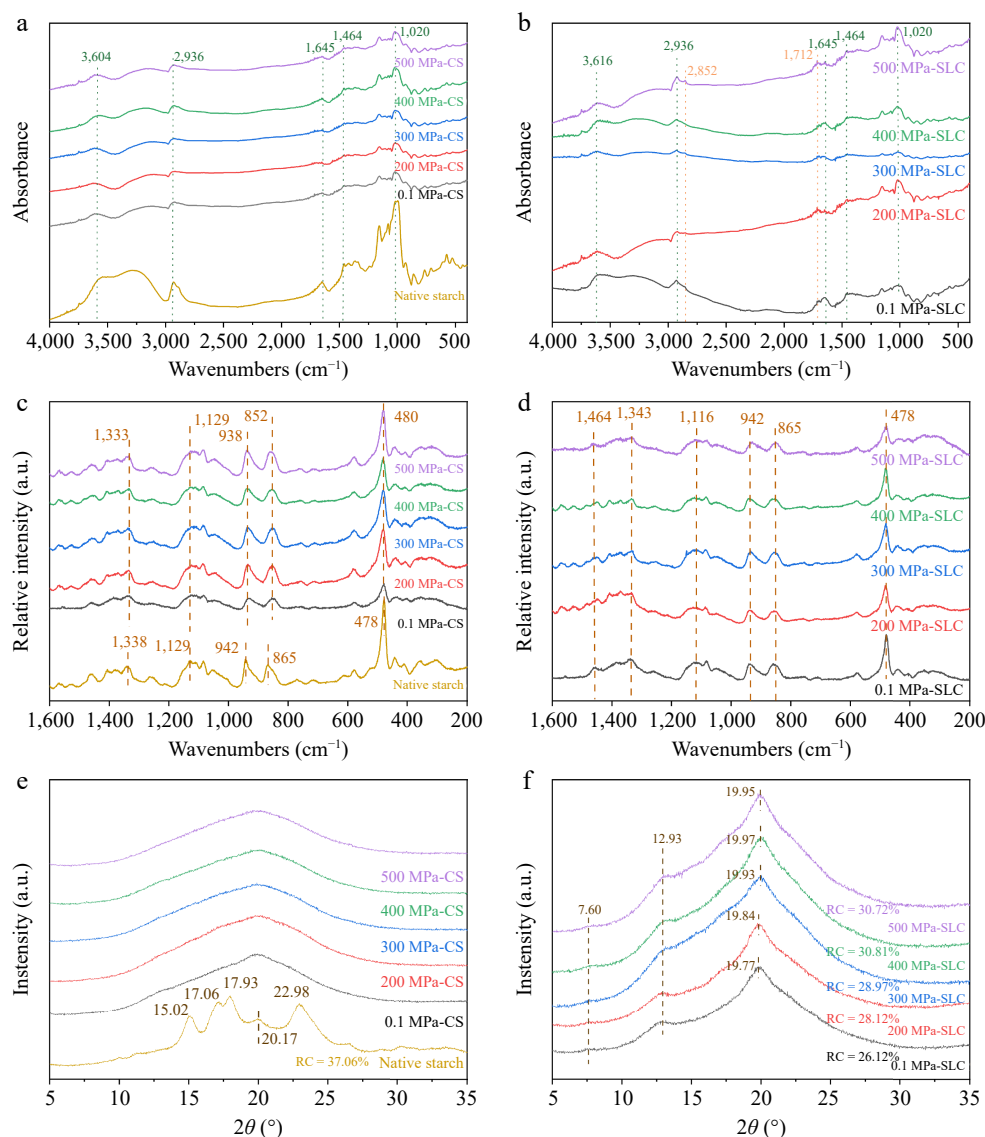 a
3,604
2,936
1,645
1,464
1,020
500 MPa-CS
400 MPa-CS
300 MPa-CS
200 MPa-CS
0.1 MPa-CS
Native starch
Absorbance
4,000 3,500 3,000 2,500 2,000 1,500 1,000 500
Wavenumbers (cm−1)
b
3,616
2,936
2,852
1,712
1,645
1,464
1,020
500 MPa-SLC
400 MPa-SLC
300 MPa-SLC
200 MPa-SLC
0.1 MPa-SLC
Absorbance
4,000 3,500 3,000 2,500 2,000 1,500 1,000 500
Wavenumbers (cm−1)
c
1,333
1,129
938
852
480
500 MPa-CS
400 MPa-CS
300 MPa-CS
200 MPa-CS
0.1 MPa-CS
1,338
1,129
942
865
478
Native starch
Relative intensity (a.u.)
1,600 1,400 1,200 1,000 800 600 400 200
Wavenumbers (cm−1)
d
1,464
1,343
1,116
942
865
478
500 MPa-SLC
400 MPa-SLC
300 MPa-SLC
200 MPa-SLC
0.1 MPa-SLC
Relative intensity (a.u.)
1,600 1,400 1,200 1,000 800 600 400 200
Wavenumbers (cm−1)
e
500 MPa-CS
400 MPa-CS
300 MPa-CS
200 MPa-CS
0.1 MPa-CS
15.02
17.06
17.93
20.17
22.98
RC = 37.06%
Native starch
Intensity (a.u.)
5 10 15 20 25 30 35
2θ (°)
f
7.60
12.93
19.95
19.97
19.93
19.84
19.77
RC = 30.72%
500 MPa-SLC
RC = 30.81%
400 MPa-SLC
RC = 28.97%
300 MPa-SLC
RC = 28.12%
200 MPa-SLC
RC = 26.12%
0.1 MPa-SLC
Intensity (a.u.)
5 10 15 20 25 30 35
2θ (°)